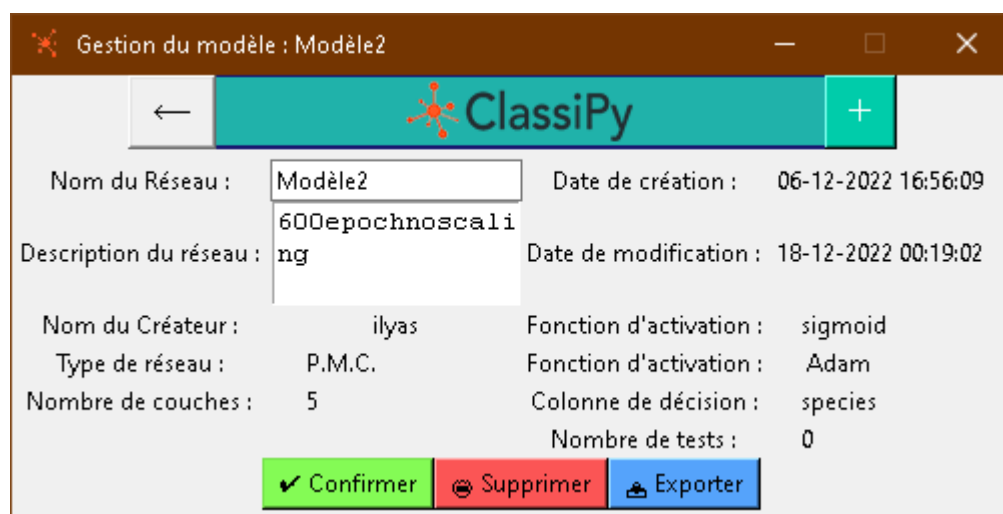 Gestion du modèle : Modèle2
← ClassiPy +
Nom du Réseau : Modèle2 Date de création : 06-12-2022 16:56:09
Description du réseau : 600epochnoscali
ng
Date de modification : 18-12-2022 00:19:02
Nom du Créateur : ilyas Fonction d'activation : sigmoid
Type de réseau : P.M.C. Fonction d'activation : Adam
Nombre de couches : 5 Colonne de décision : species
Nombre de tests : 0
✔ Confirmer Supprimer Exporter